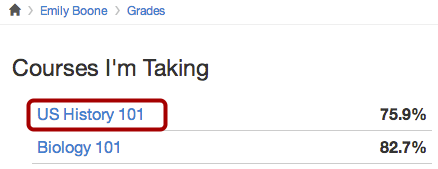 Emily Boone > Grades
Courses I'm Taking
US History 101 75.9%
Biology 101 82.7%